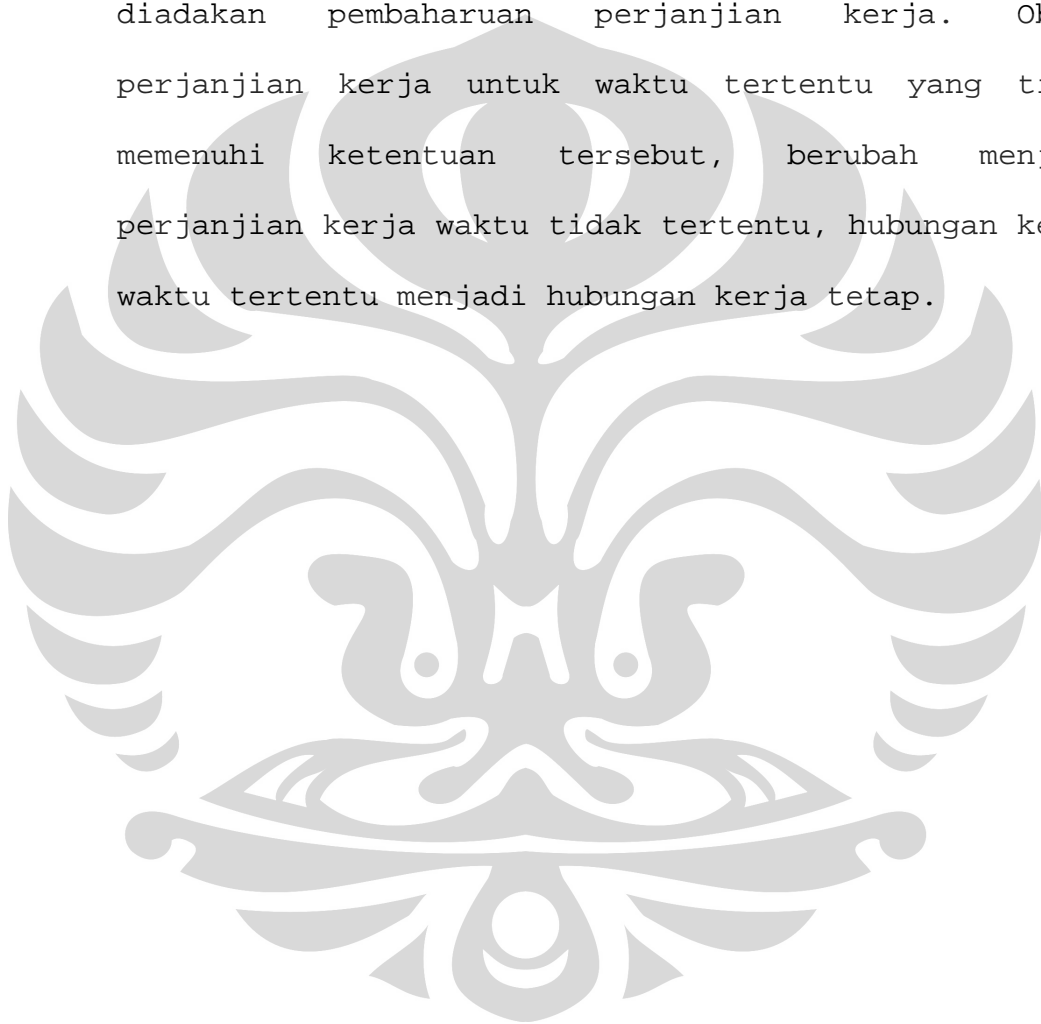 diadakan pembaharuan perjanjian kerja.
perjanjian kerja untuk waktu tertentu yang
memenuhi ketentuan tersebut, berubah
perjanjian kerja waktu tidak tertentu, hubungan
waktu tertentu menjadi hubungan kerja tetap.